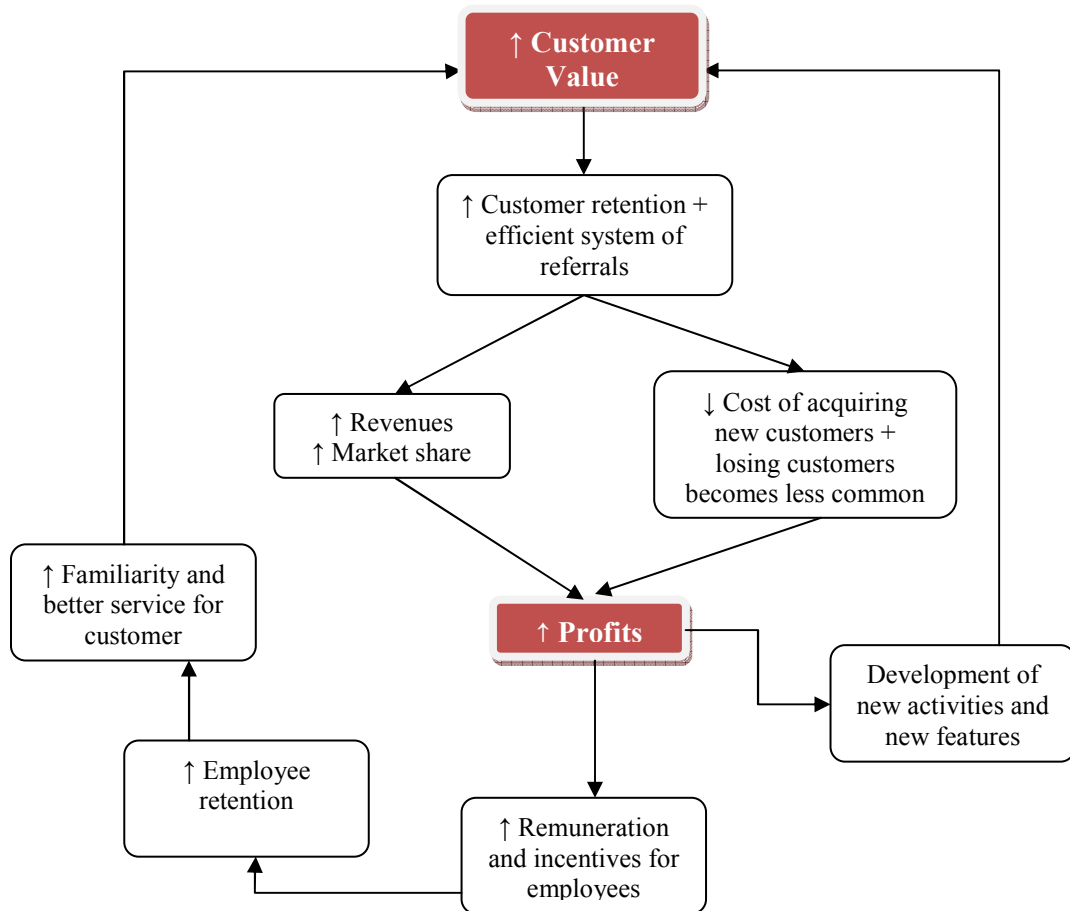 ↑ Customer
Value
↑ Customer retention +
efficient system of
referrals
↑ Revenues
↑ Market share
↓ Cost of acquiring
new customers +
losing customers
becomes less common
↑ Familiarity and
better service for
customer
↑ Profits
Development of
new activities and
new features
↑ Employee
retention
↑ Remuneration
and incentives for
employees